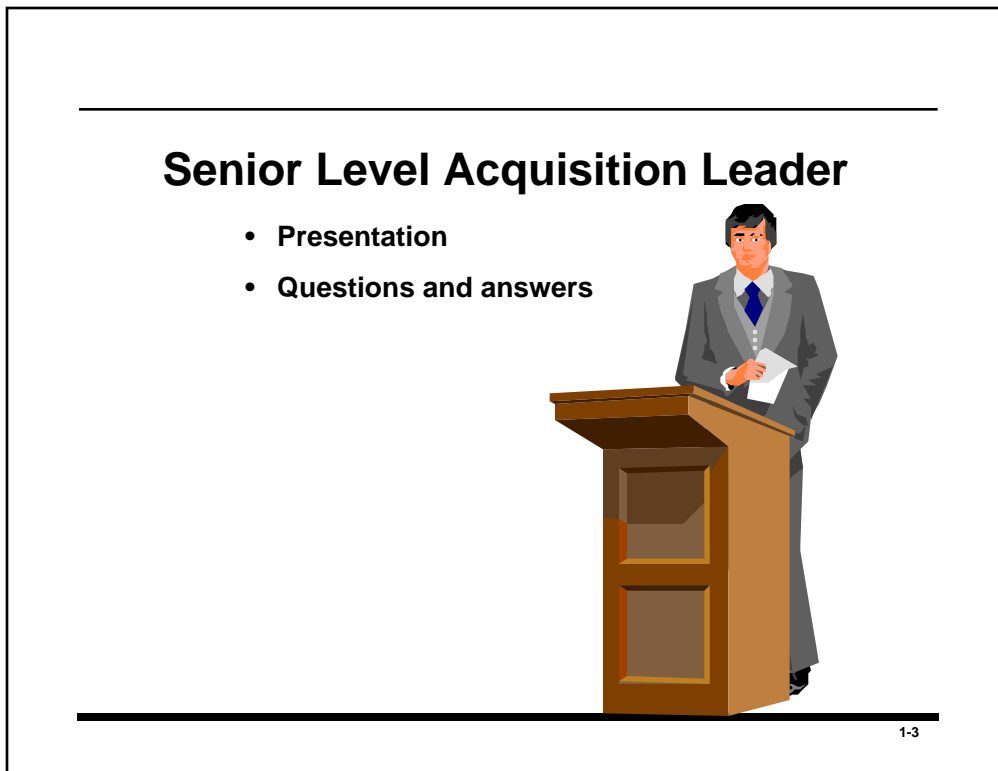 Senior Level Acquisition Leader
• Presentation
• Questions and answers
1-3